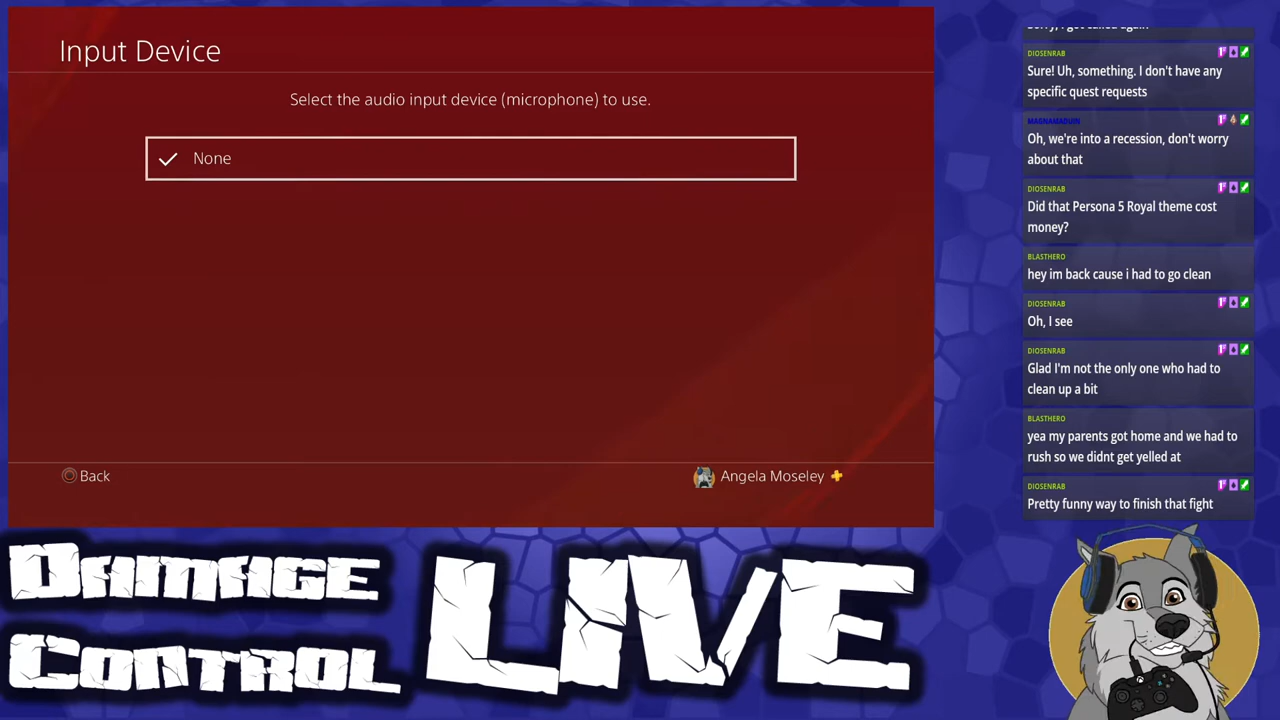 Input Device
Select the audio input device (microphone) to use.
None
Back
Angela Moseley
DIOSENRAB
Sure! Uh, something. I don't have any
specific quest requests
MAGNAMADUIN
Oh, we're into a recession, don't worry
about that
DIOSENRAB
Did that Persona 5 Royal theme cost
money?
BLASTHERO
hey im back cause i had to go clean
DIOSENRAB
Oh, I see
DIOSENRAB
Glad I'm not the only one who had to
clean up a bit
BLASTHERO
yea my parents got home and we had to
rush so we didnt get yelled at
DIOSENRAB
Pretty funny way to finish that fight
DAMAGE
CONTROL
LIVE